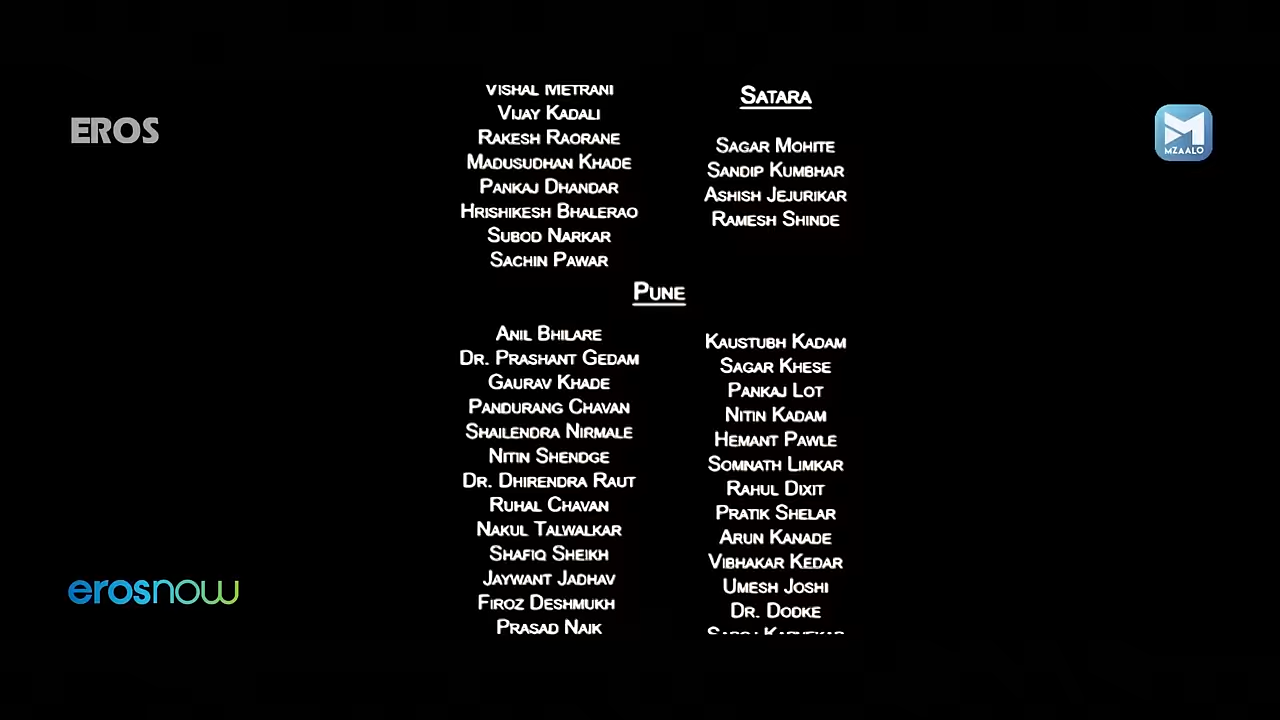 EROS
MZAALO
Vishal Metrani
Vijay Kadali
Rakesh Raorane
Madusudhan Khade
Pankaj Dhandar
Hrishikesh Bhalerao
Subod Narkar
Sachin Pawar
Satara
Sagar Mohite
Sandip Kumbhar
Ashish Jejurikar
Ramesh Shinde
Pune
Anil Bhilare
Dr. Prashant Gedam
Gaurav Khade
Pandurang Chavan
Shailendra Nirmale
Nitin Shendge
Dr. Dhirendra Raut
Ruhal Chavan
Nakul Talwalkar
Shafiq Sheikh
Jaywant Jadhav
Firoz Deshmukh
Prasad Naik
Kaustubh Kadam
Sagar Khese
Pankaj Lot
Nitin Kadam
Hemant Pawle
Somnath Limkar
Rahul Dixit
Pratik Shelar
Arun Kanade
Vibhakar Kedar
Umesh Joshi
Dr. Dodke
erosnow